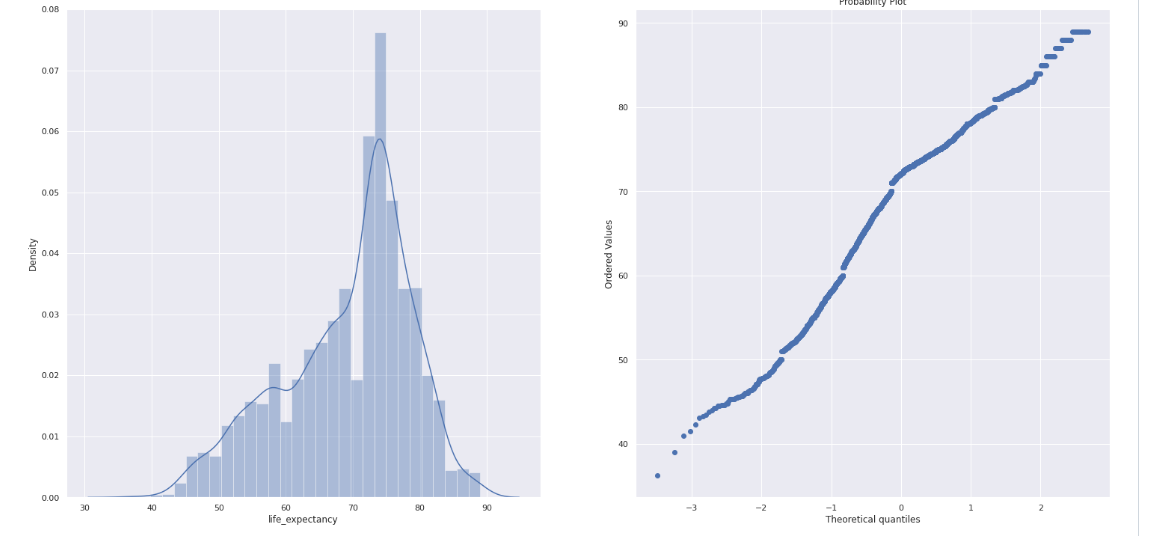 0.08
0.07
0.06
0.05
0.04
0.03
0.02
0.01
0.00
Density
30 40 50 60 70 80 90
life_expectancy
Probability Plot
90
80
70
60
50
40
Ordered Values
−3 −2 −1 0 1 2
Theoretical quantiles